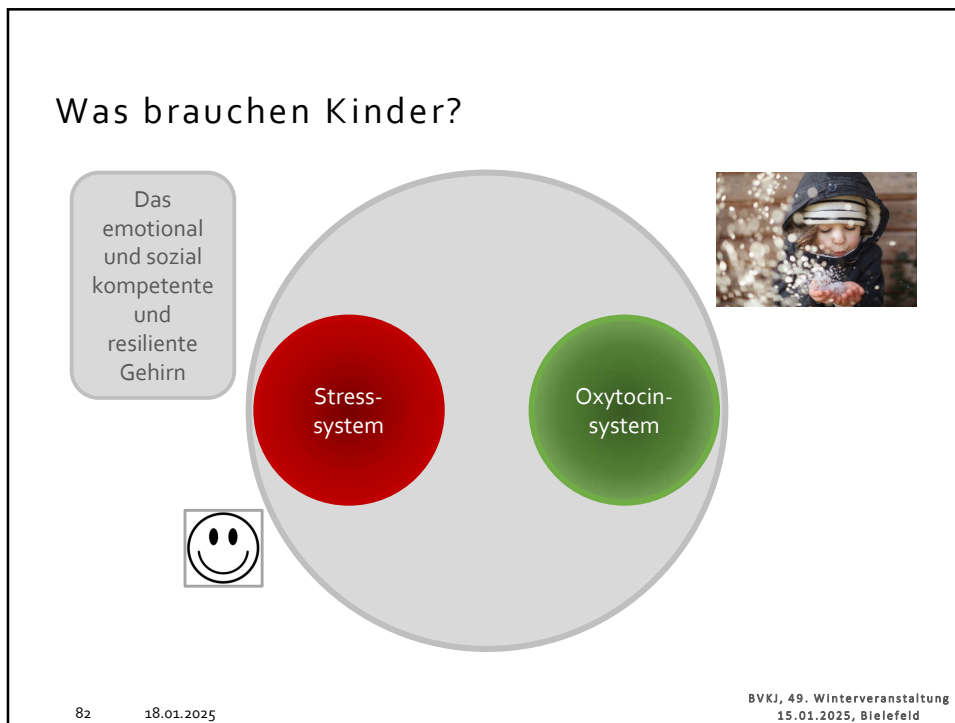 Was brauchen Kinder?
Das
emotional
und sozial
kompetente
und
resiliente
Gehirn
Stress-
system
Oxytocin-
system
82 18.01.2025
BVKJ, 49. Winterveranstaltung
15.01.2025, Bielefeld